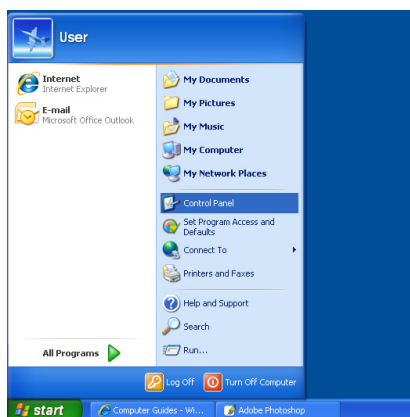 User
Internet
Internet Explorer
E-mail
Microsoft Office Outlook
All Programs
My Documents
My Pictures
My Music
My Computer
My Network Places
Control Panel
Set Program Access and
Defaults
Connect To
Printers and Faxes
Help and Support
Search
Run...
Log Off
Turn Off Computer
start
Computer Guides - Wi...
Adobe Photoshop